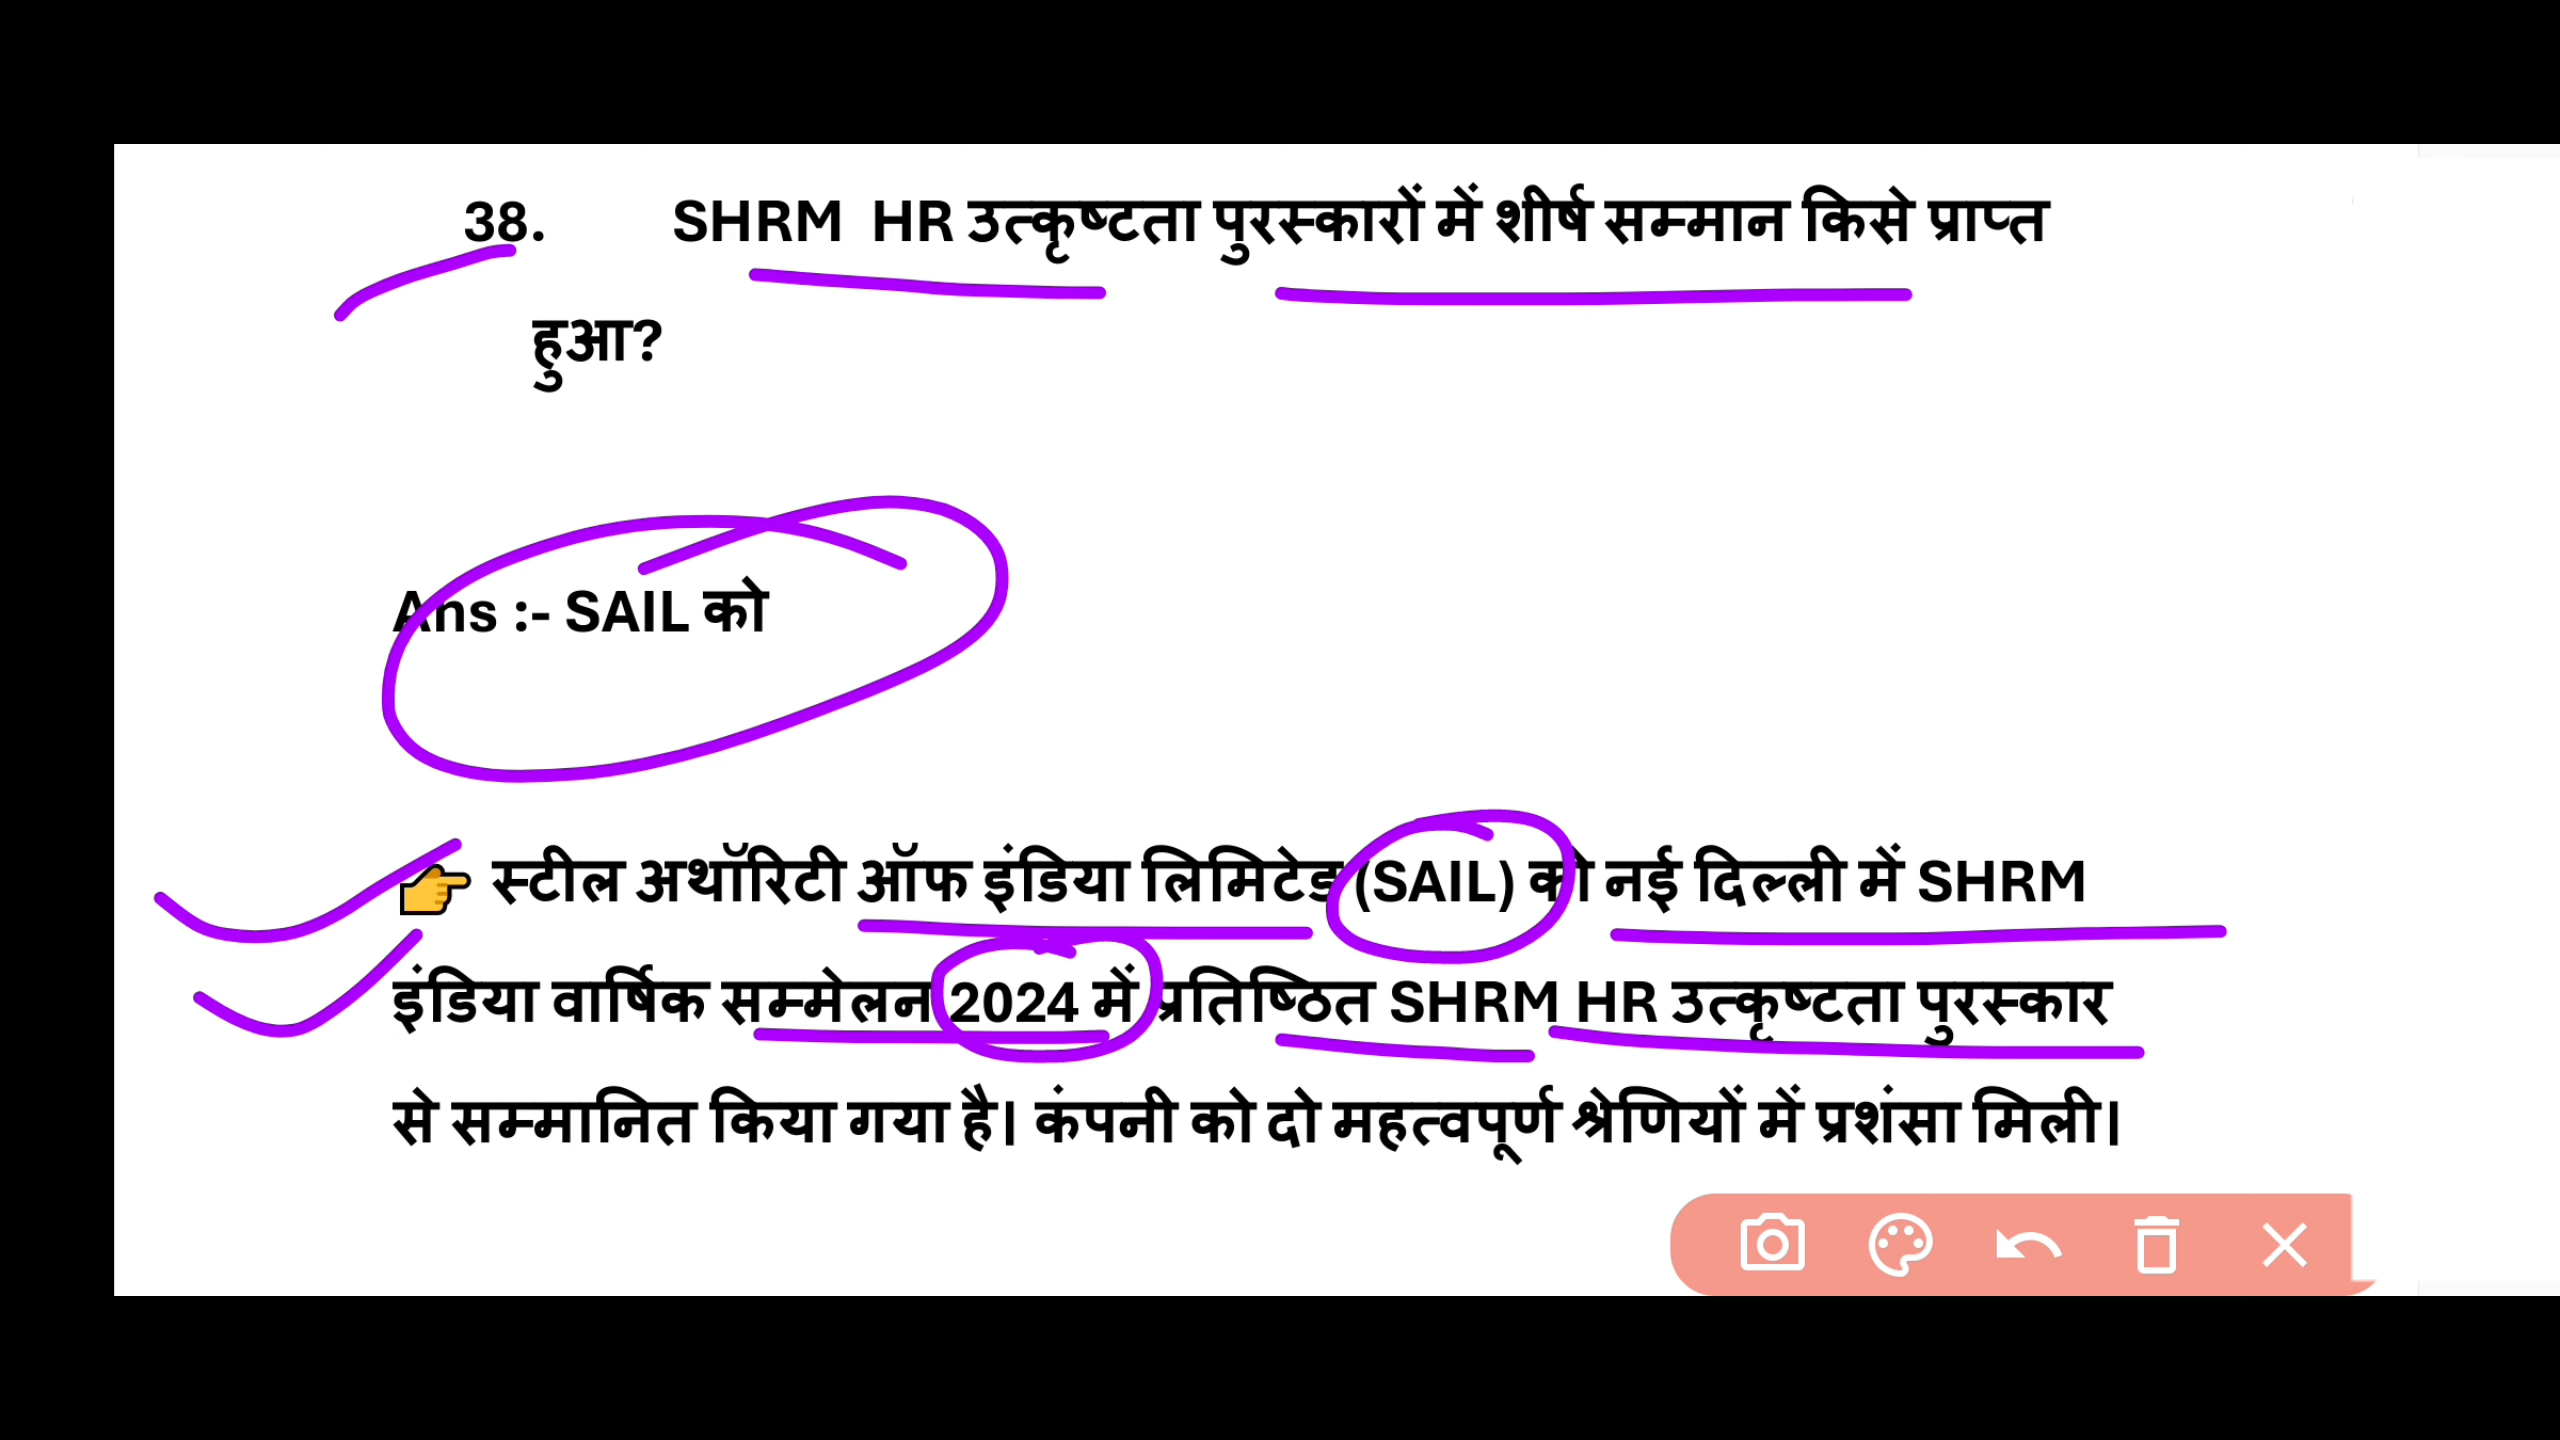 38. SHRM HR उत्कृष्टता पुरस्कारों में शीर्ष सम्मान किसे प्राप्त
हुआ?
Ans :- SAIL को
👉 स्टील अथॉरिटी ऑफ इंडिया लिमिटेड (SAIL) को नई दिल्ली में SHRM
इंडिया वार्षिक सम्मेलन 2024 में प्रतिष्ठित SHRM HR उत्कृष्टता पुरस्कार
से सम्मानित किया गया है। कंपनी को दो महत्वपूर्ण श्रेणियों में प्रशंसा मिली।